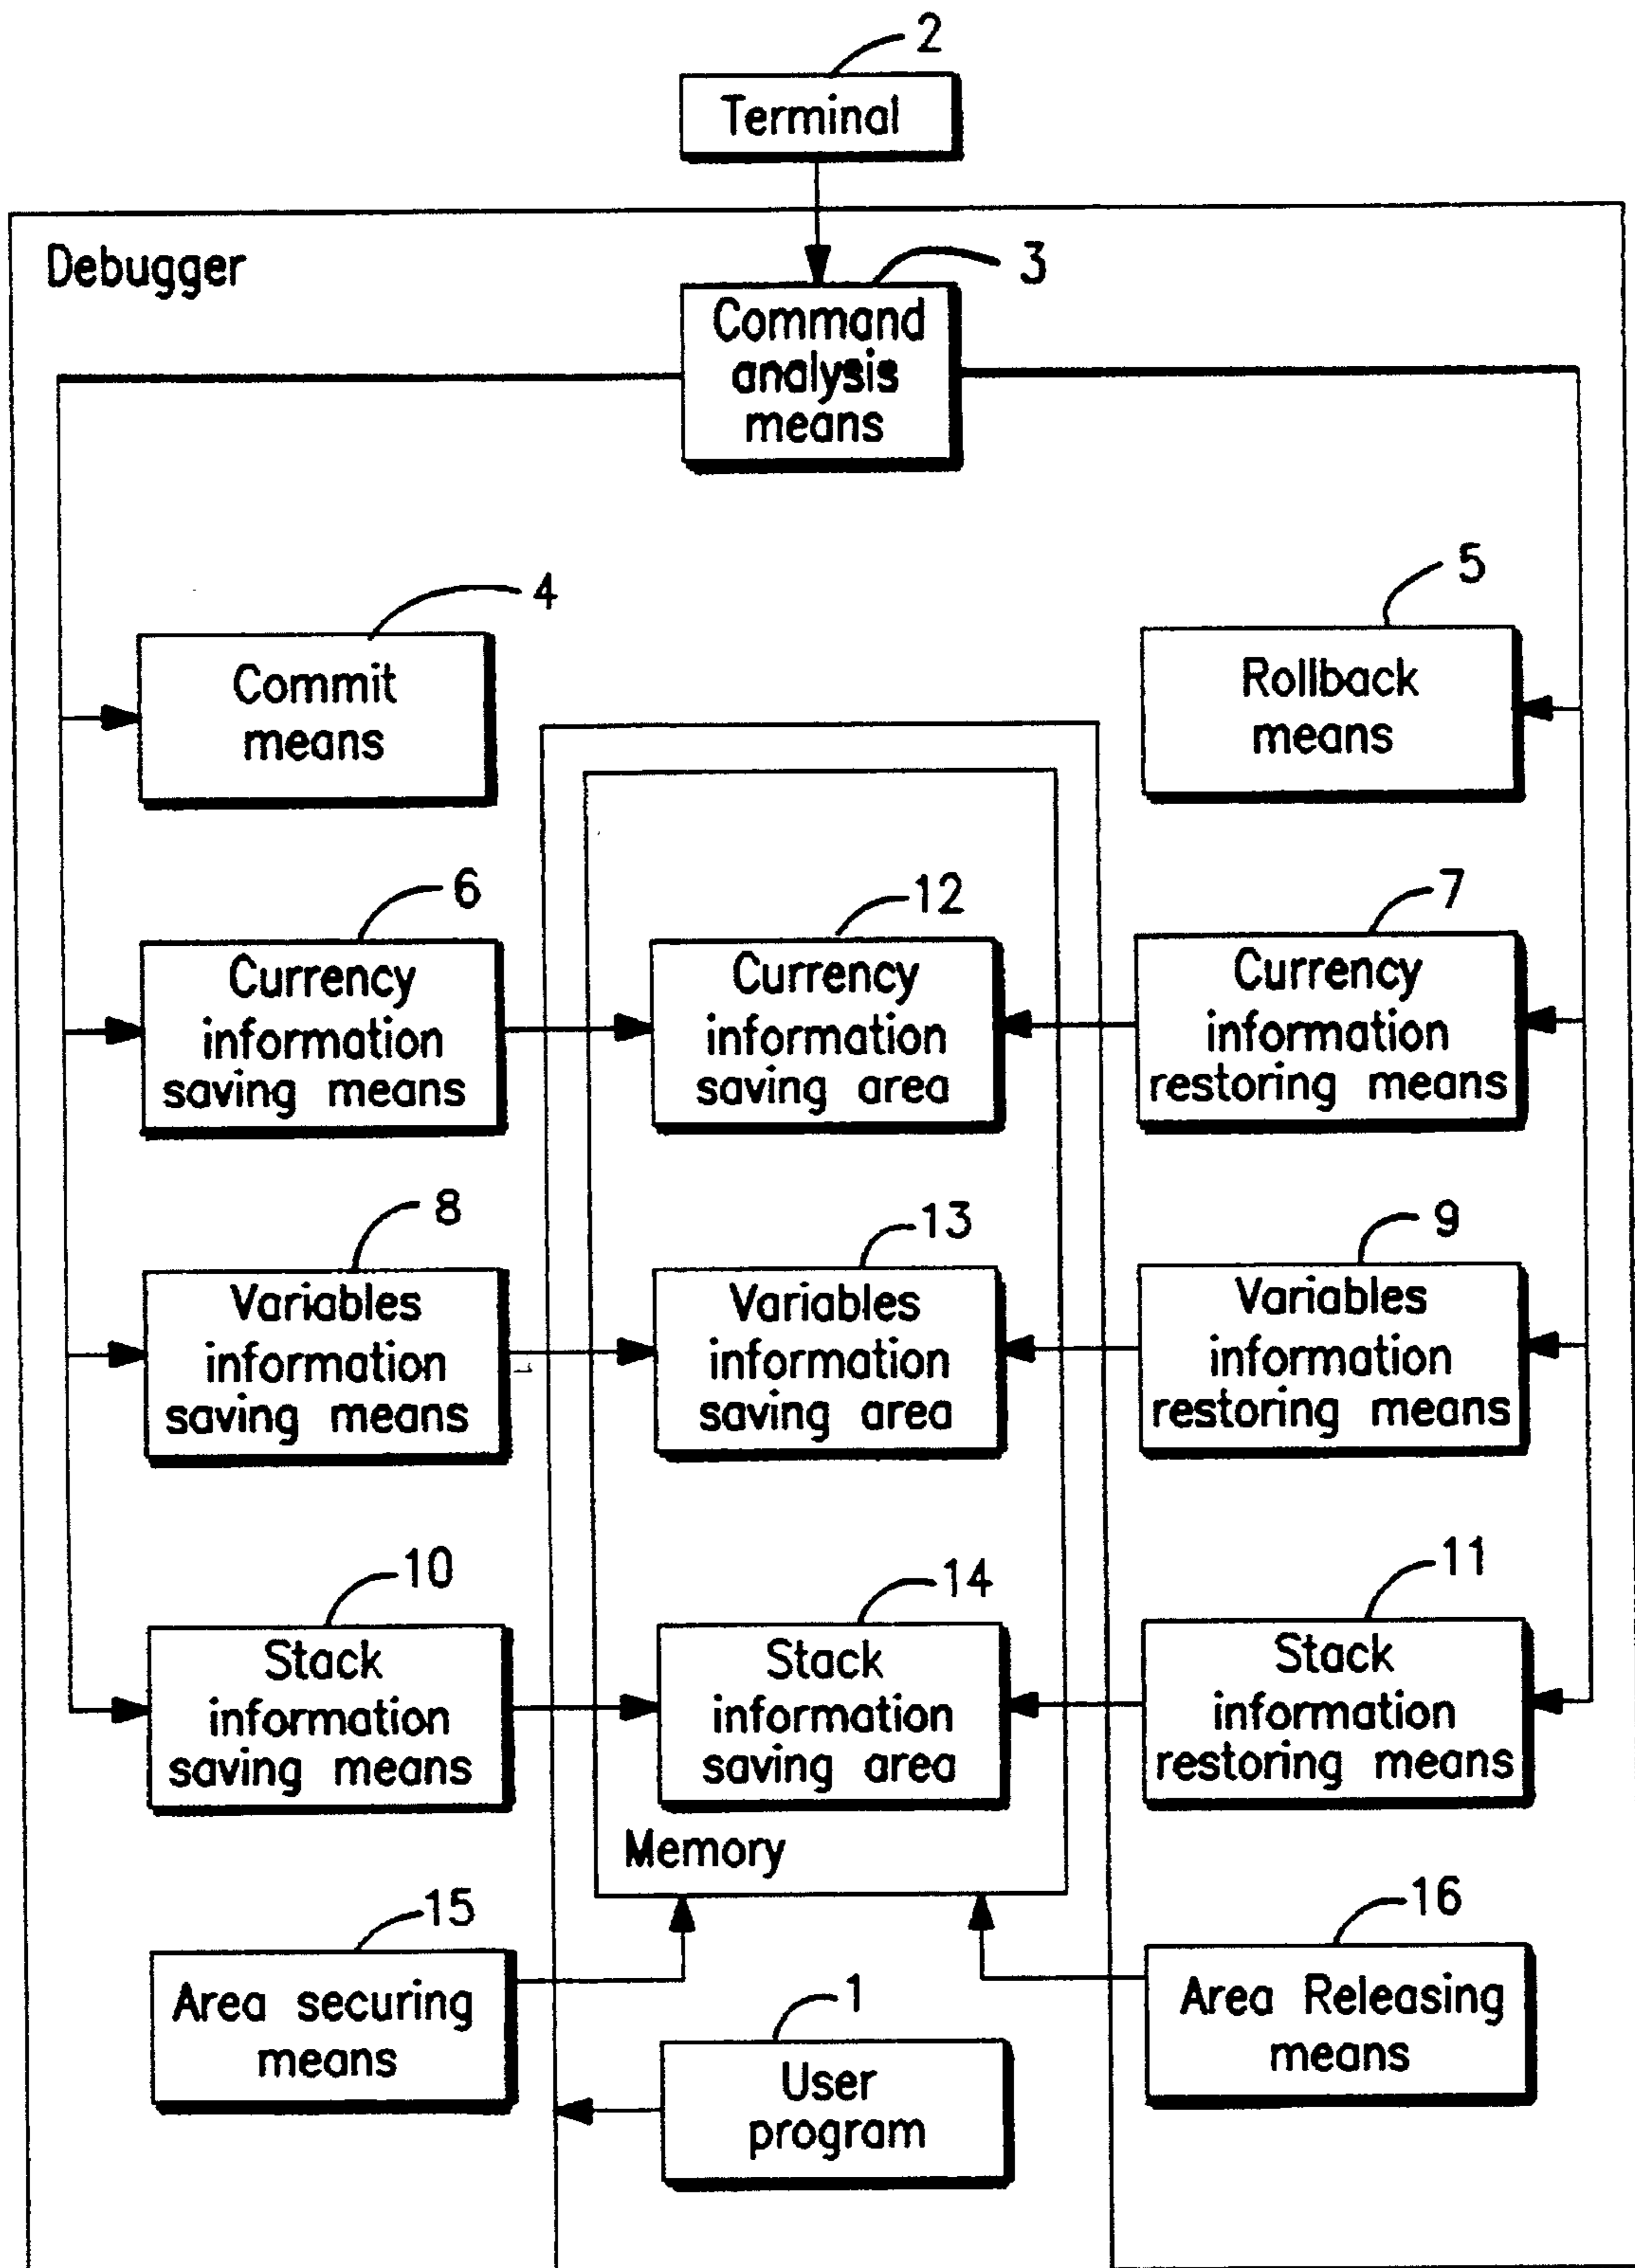 2
Terminal
Debugger
3
Command
analysis
means
4
Commit
means
5
Rollback
means
6
Currency
information
saving means
12
Currency
information
saving area
7
Currency
information
restoring means
8
Variables
information
saving means
13
Variables
information
saving area
9
Variables
information
restoring means
10
Stack
information
saving means
14
Stack
information
saving area
11
Stack
information
restoring means
Memory
15
Area securing
means
1
User
program
16
Area Releasing
means